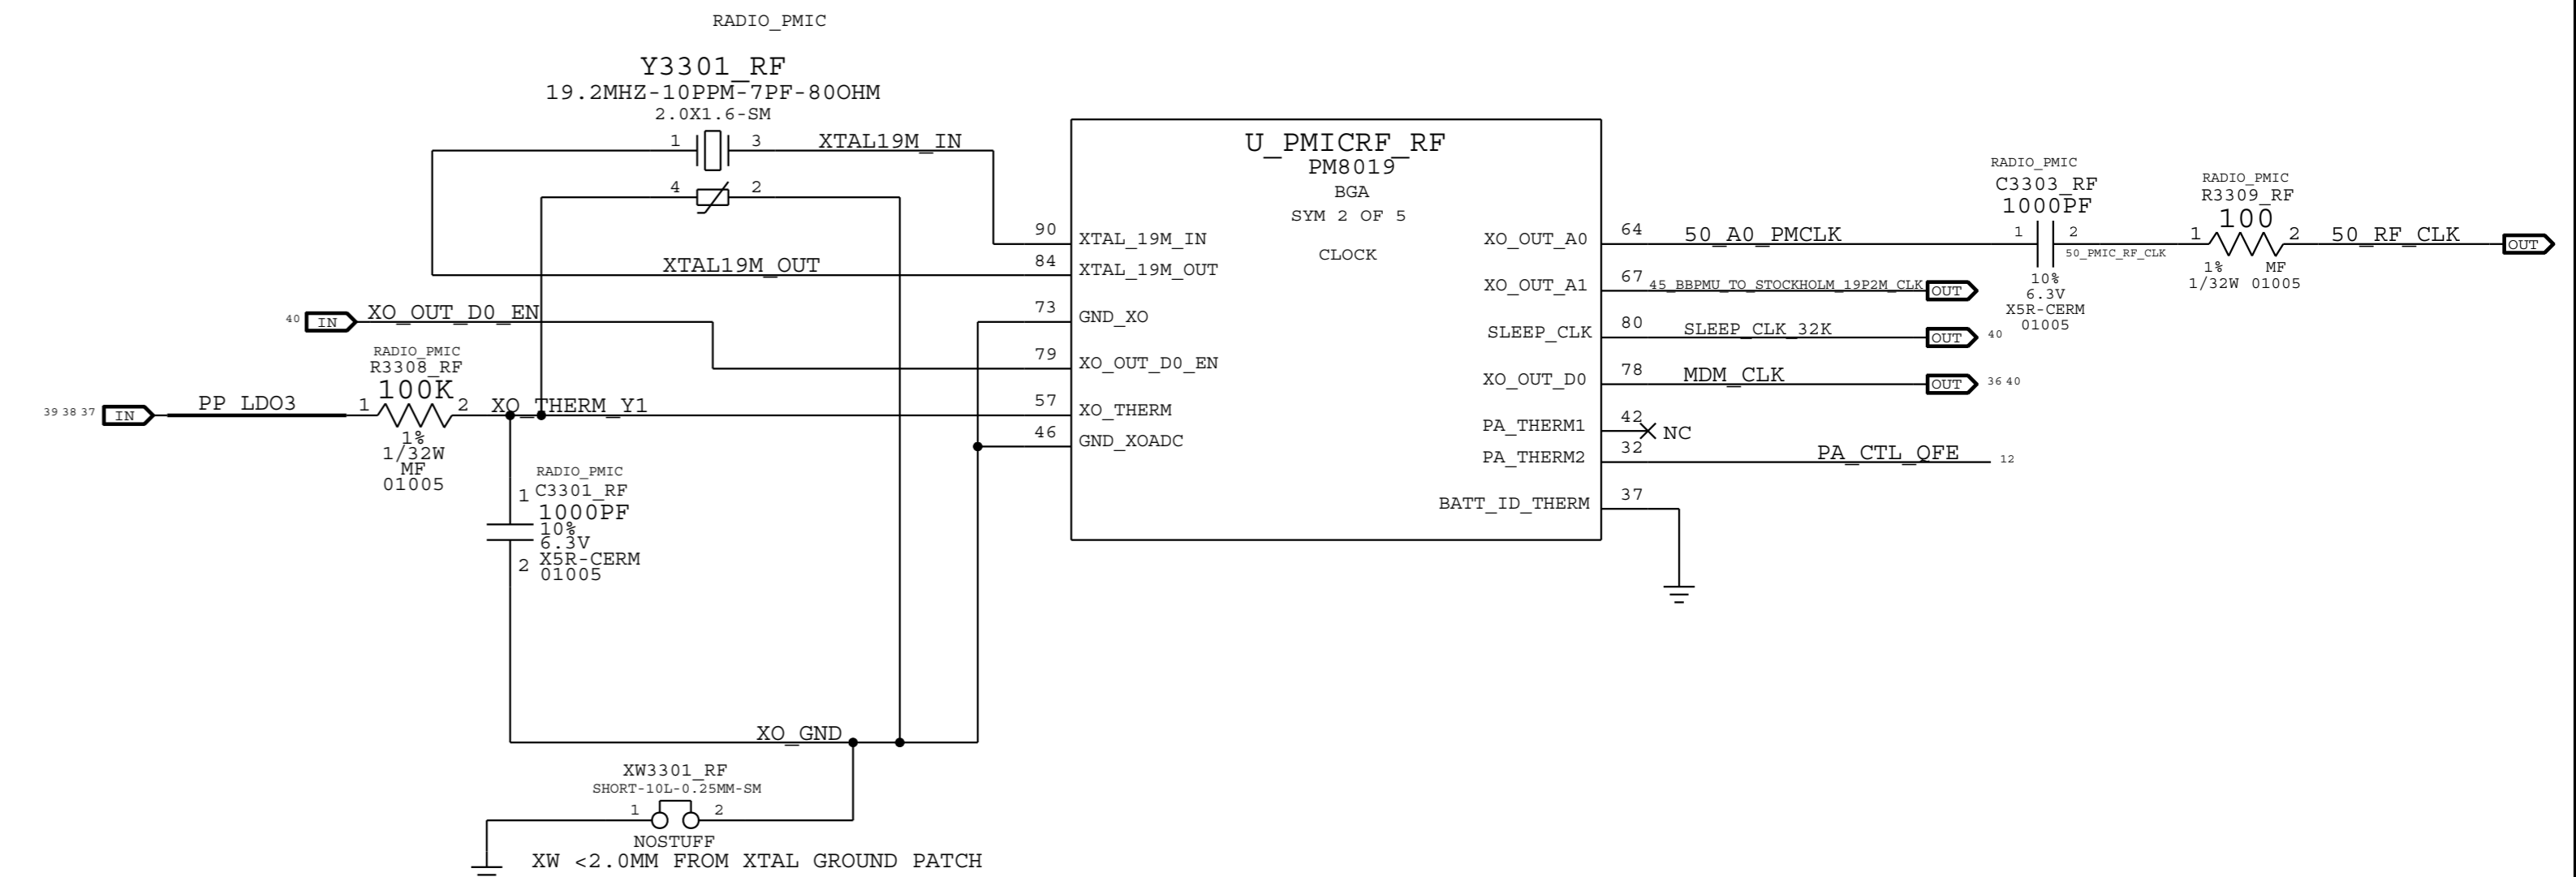 RADIO_PMIC
Y3301_RF
19.2MHZ-10PPM-7PF-80OHM
2.0X1.6-SM
1
3
XTAL19M_IN
4
2
XTAL19M_OUT
40
IN
XO_OUT_D0_EN
RADIO_PMIC
R3308_RF
100K
39 38 37
IN
PP_LDO3
1
2
XO_THERM_Y1
1%
1/32W
MF
01005
RADIO_PMIC
1
C3301_RF
1000PF
10%
6.3V
X5R-CERM
2
01005
XO_GND
XW3301_RF
SHORT-10L-0.25MM-SM
1
2
NOSTUFF
XW <2.0MM FROM XTAL GROUND PATCH
U_PMICRF_RF
PM8019
BGA
SYM 2 OF 5
CLOCK
90
XTAL_19M_IN
84
XTAL_19M_OUT
73
GND_XO
79
XO_OUT_D0_EN
57
XO_THERM
46
GND_XOADC
XO_OUT_A0
64
50_A0_PMCLK
XO_OUT_A1
67
45_BBPMU_TO_STOCKHOLM_19P2M_CLK
OUT
SLEEP_CLK
80
SLEEP_CLK_32K
OUT
40
XO_OUT_D0
78
MDM_CLK
OUT
36 40
PA_THERM1
42
NC
PA_THERM2
32
PA_CTL_QFE
12
BATT_ID_THERM
37
RADIO_PMIC
C3303_RF
1000PF
1
2
50_PMIC_RF_CLK
10%
6.3V
X5R-CERM
01005
RADIO_PMIC
R3309_RF
100
1
2
1%
MF
1/32W
01005
50_RF_CLK
OUT